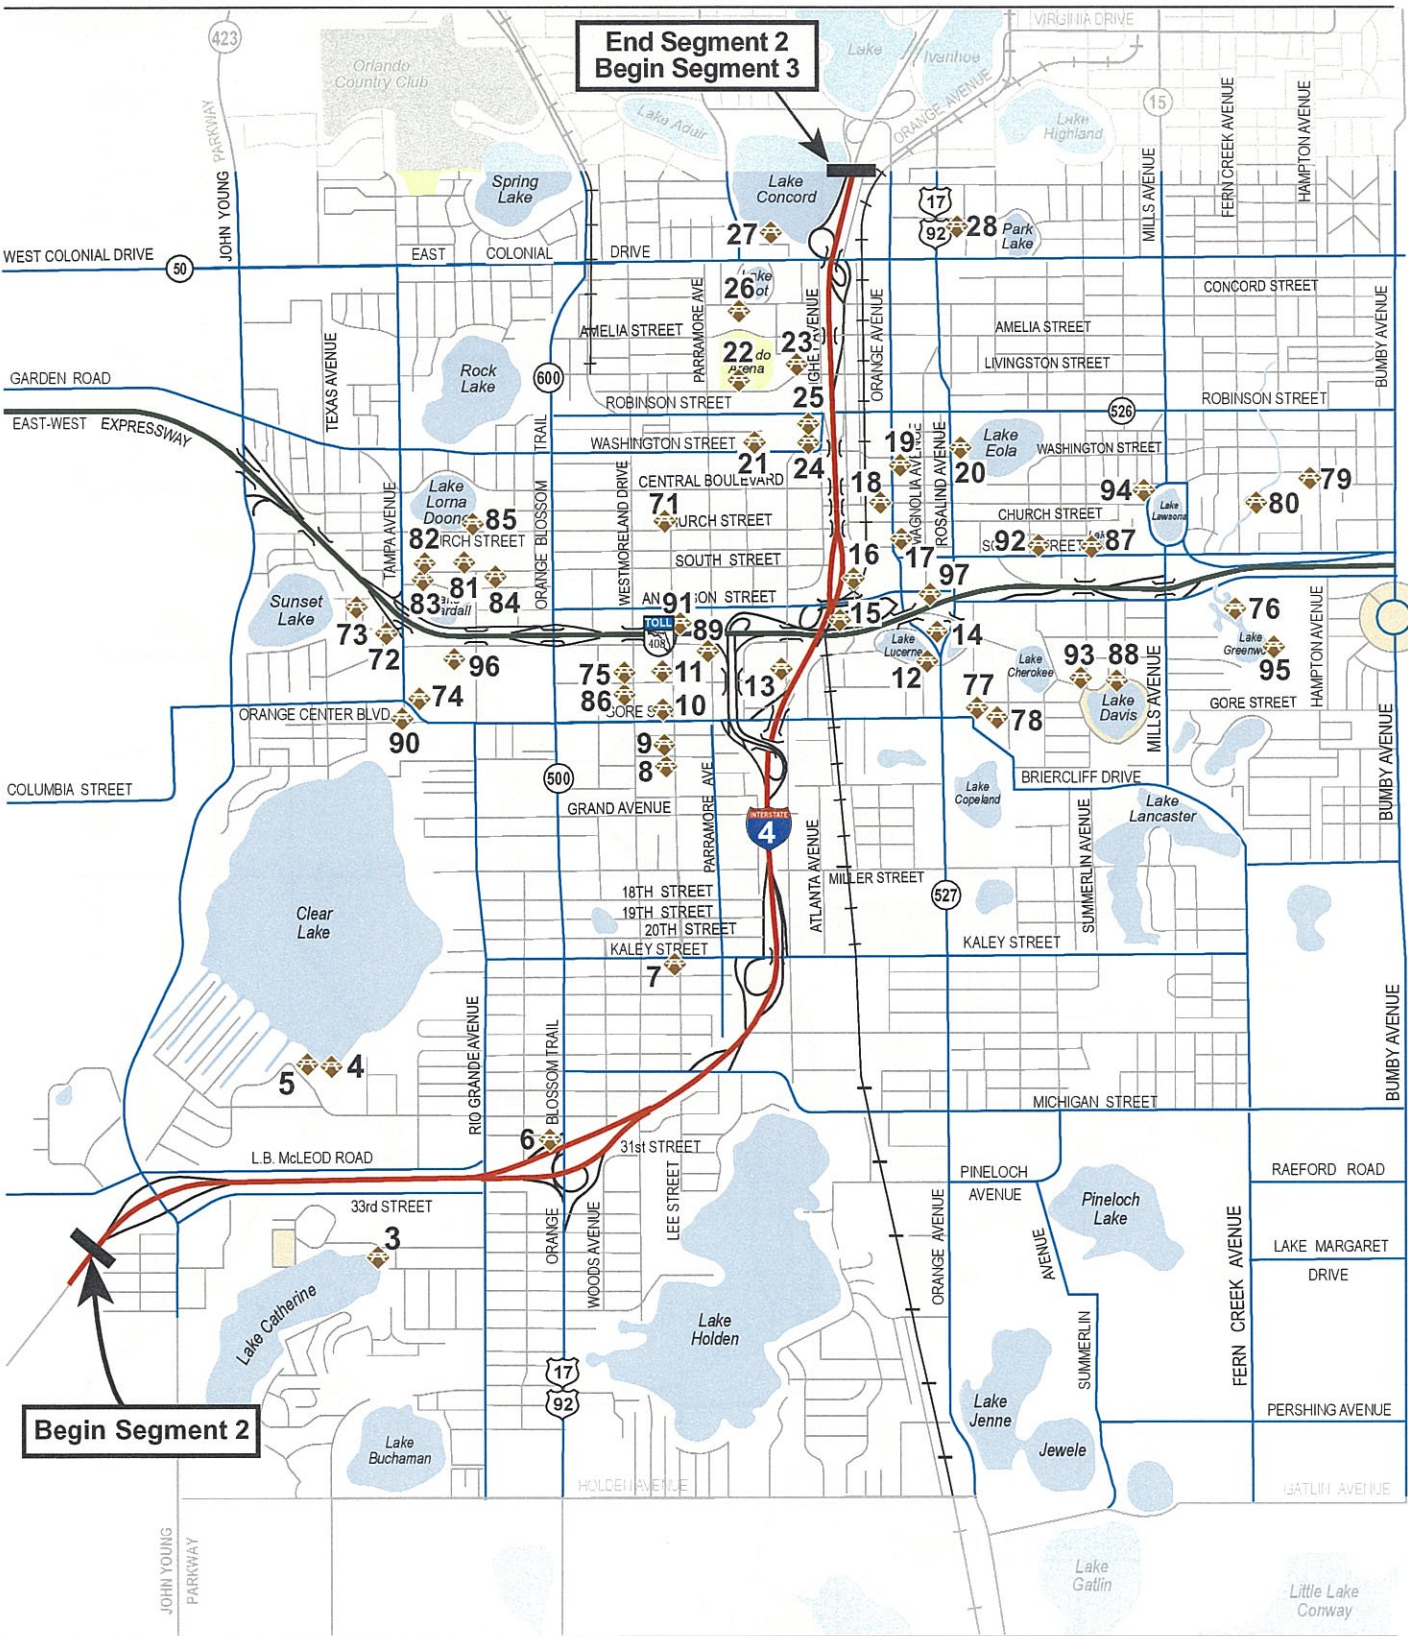 End Segment 2
Begin Segment 3
VIRGINIA DRIVE
423
Orlando
Country Club
Lake
Ivanhoe
ORANGE AVENUE
Lake Adair
Lake
Highland
15
JOHN YOUNG PARKWAY
MILLS AVENUE
FERN CREEK AVENUE
HAMPTON AVENUE
Spring
Lake
Lake
Concord
17
92
28
Park
Lake
27
WEST COLONIAL DRIVE
50
EAST COLONIAL DRIVE
26
PARRAMORE AVE
ORANGE AVENUE
CONCORD STREET
BUMBY AVENUE
AMELIA STREET
AMELIA STREET
TEXAS AVENUE
22
23
LIVINGSTON STREET
Rock
Lake
600
GARDEN ROAD
ROBINSON STREET
ROBINSON STREET
526
25
EAST-WEST EXPRESSWAY
WASHINGTON STREET
21
24
19
20
MAGNOLIA AVENUE
ROSALIND AVENUE
Lake
Eola
WASHINGTON STREET
ORANGE BLOSSOM TRAIL
WESTMORELAND DRIVE
CENTRAL BOULEVARD
18
79
80
94
Lake
Lawsona
TAMPA AVENUE
Lake
Lorna
Doone
85
71
CHURCH STREET
82
SOUTH STREET
17
92
87
16
97
81
83
84
91
TOLL
408
89
15
14
76
Sunset
Lake
73
72
96
75
11
13
Lake
Lucerne
12
Lake
Cherokee
93
88
95
HAMPTON AVENUE
86
10
74
77
78
Lake
Davis
MILLS AVENUE
GORE STREET
ORANGE CENTER BLVD.
90
9
8
500
COLUMBIA STREET
BRIERCLIFF DRIVE
Lake
Copeland
Lake
Lancaster
BUMBY AVENUE
GRAND AVENUE
PARRAMORE AVE
INTERSTATE
4
ATLANTA AVENUE
SUMMERLIN AVENUE
MILLER STREET
18TH STREET
19TH STREET
20TH STREET
527
Clear
Lake
KALEY STREET
KALEY STREET
7
RIO GRANDE AVENUE
BLOSSOM TRAIL
BUMBY AVENUE
5
4
MICHIGAN STREET
6
31st STREET
L.B. McLEOD ROAD
LEE STREET
PINELOCH
AVENUE
RAEFORD ROAD
33rd STREET
3
ORANGE
WOODS AVENUE
ORANGE AVENUE
Pineloch
Lake
AVENUE
FERN CREEK AVENUE
LAKE MARGARET
DRIVE
Lake Catherine
Lake
Holden
SUMMERLIN
17
92
Lake
Jenne
Jewele
PERSHING AVENUE
Begin Segment 2
Lake
Buchaman
HOLDEN AVENUE
GATLIN AVENUE
JOHN YOUNG
PARKWAY
Lake
Gatlin
Little Lake
Conway